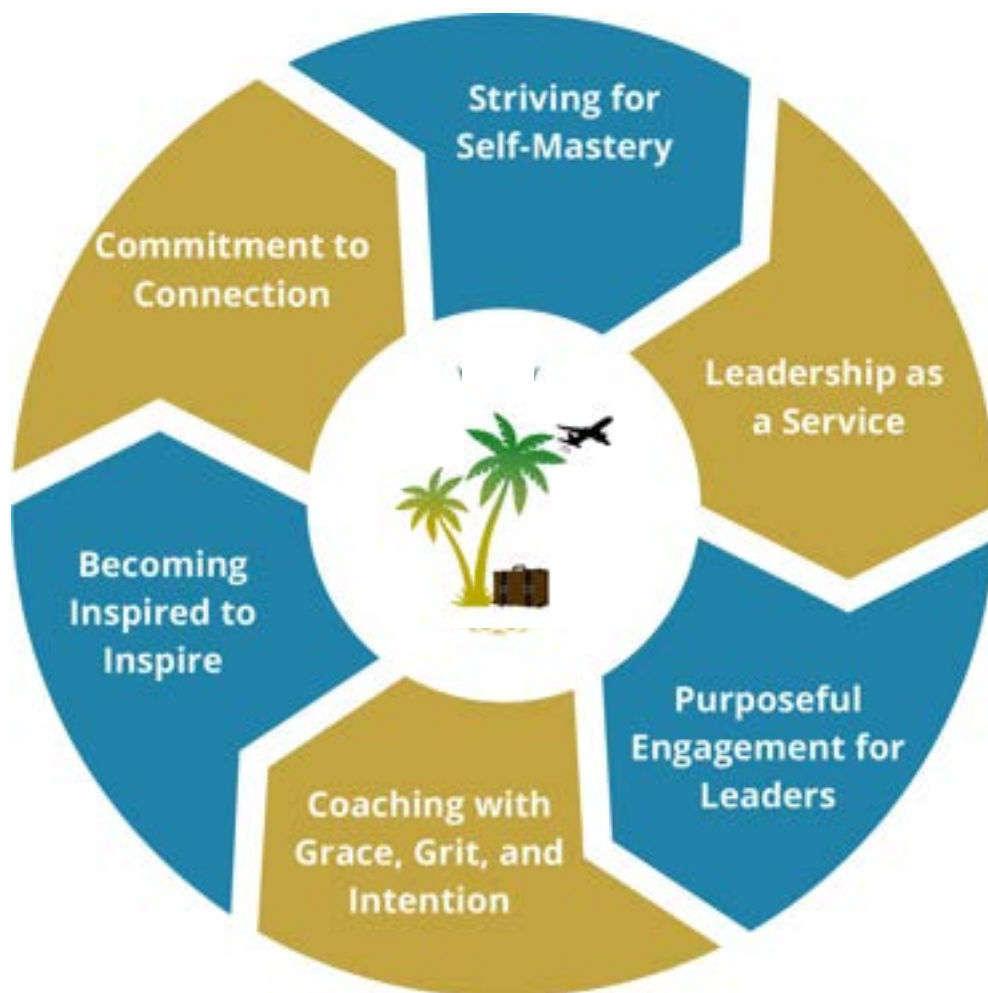 Striving for
Self-Mastery
Leadership as
a Service
Purposeful
Engagement for
Leaders
Coaching with
Grace, Grit, and
Intention
Becoming
Inspired to
Inspire
Commitment to
Connection